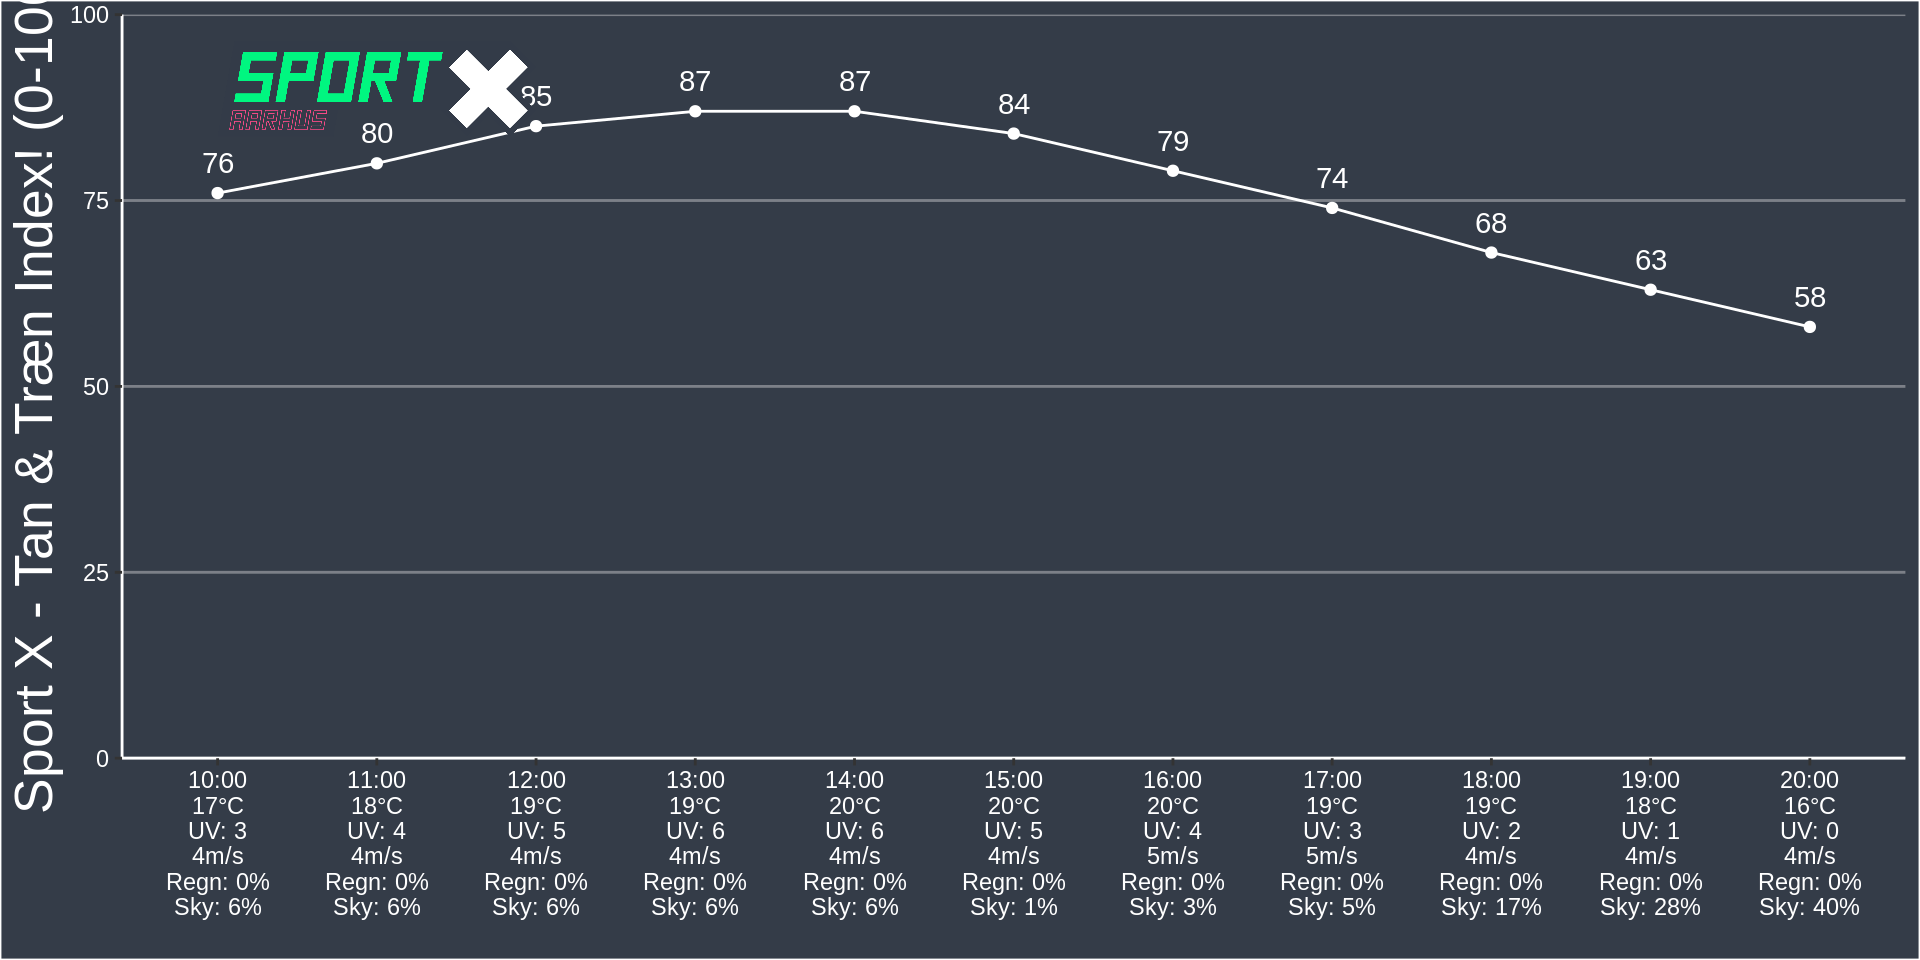 Sport X - Tan & Træn Index! (0-100
100
75
50
25
0
SPORT X
AARHUS
76
80
85
87
87
84
79
74
68
63
58
10:00 11:00 12:00 13:00 14:00 15:00 16:00 17:00 18:00 19:00 20:00
17°C 18°C 19°C 19°C 20°C 20°C 20°C 19°C 19°C 18°C 16°C
UV: 3 UV: 4 UV: 5 UV: 6 UV: 6 UV: 5 UV: 4 UV: 3 UV: 2 UV: 1 UV: 0
4m/s 4m/s 4m/s 4m/s 4m/s 4m/s 5m/s 5m/s 4m/s 4m/s 4m/s
Regn: 0% Regn: 0% Regn: 0% Regn: 0% Regn: 0% Regn: 0% Regn: 0% Regn: 0% Regn: 0% Regn: 0% Regn: 0%
Sky: 6% Sky: 6% Sky: 6% Sky: 6% Sky: 6% Sky: 1% Sky: 3% Sky: 5% Sky: 17% Sky: 28% Sky: 40%